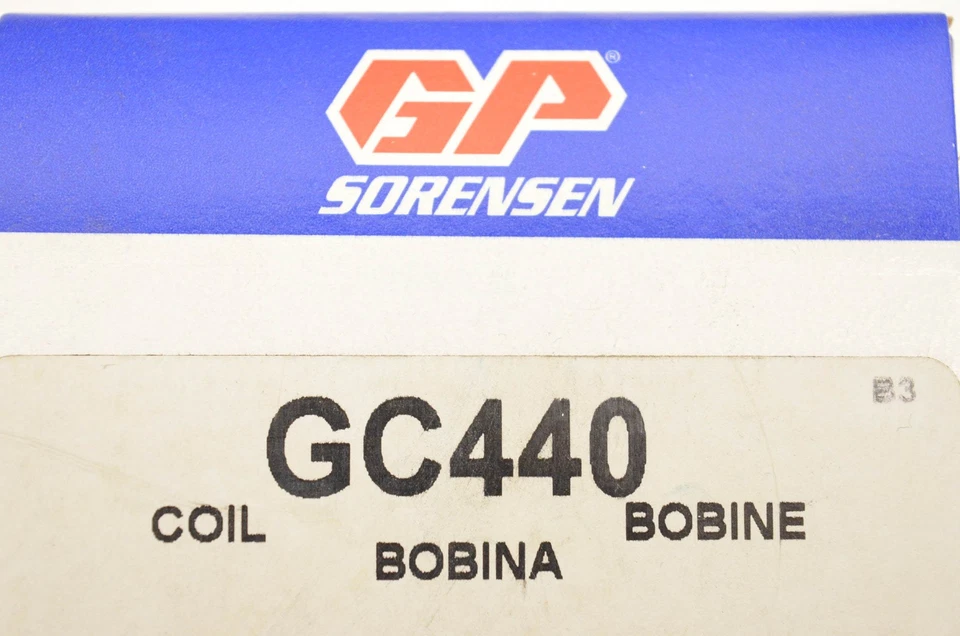 GP®
SORENSEN
B3
GC440
COIL
BOBINE
BOBINA